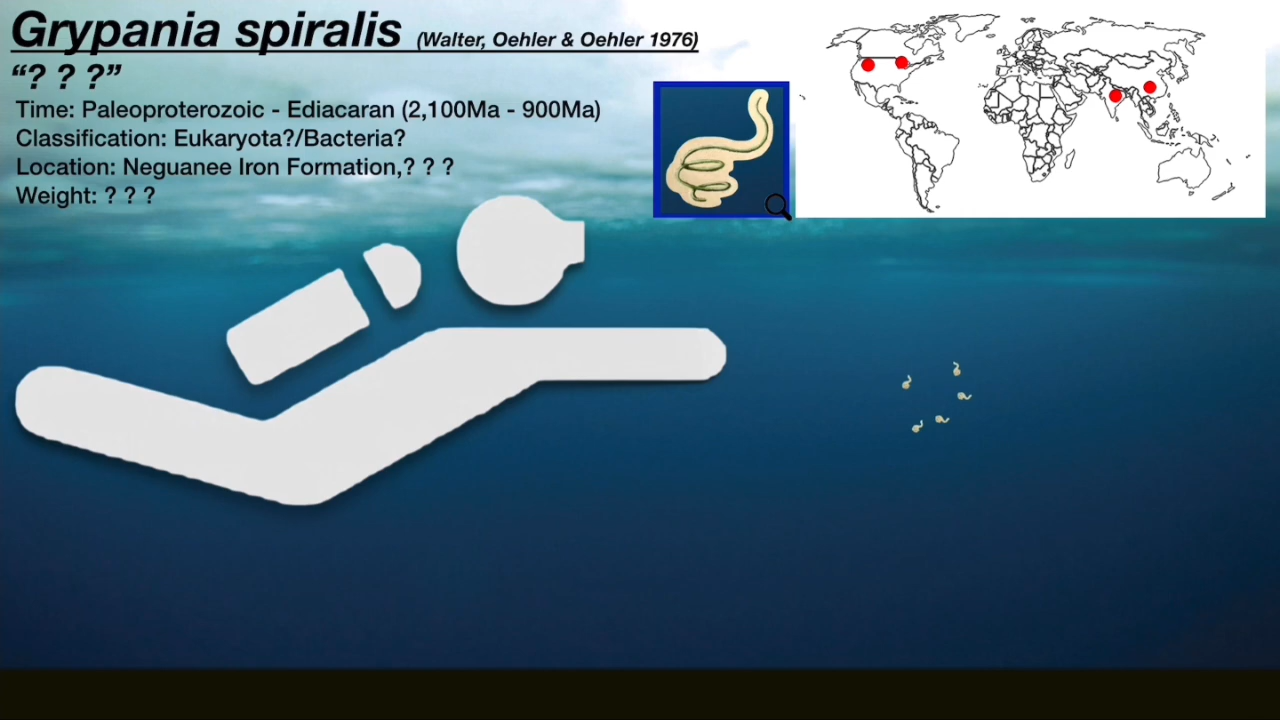 Grypania spiralis (Walter, Oehler & Oehler 1976)
“? ? ?”
Time: Paleoproterozoic - Ediacaran (2,100Ma - 900Ma)
Classification: Eukaryota?/Bacteria?
Location: Neguanee Iron Formation,? ? ?
Weight: ? ? ?